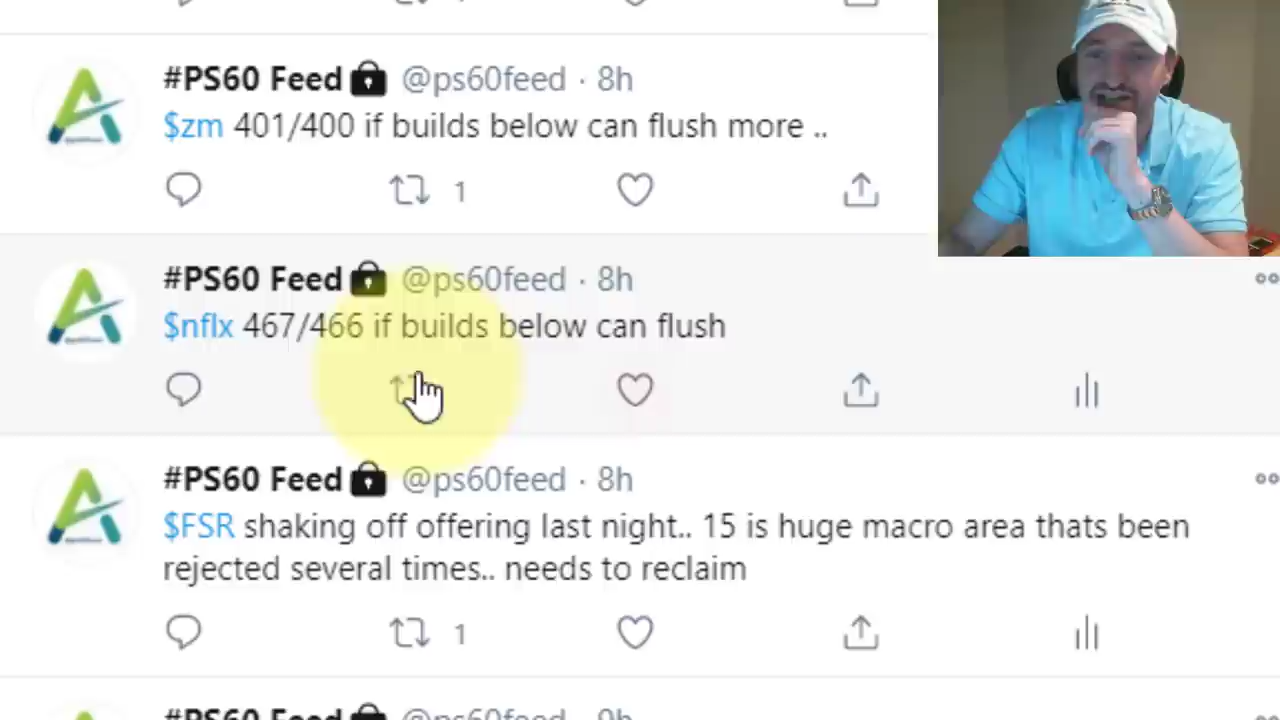 1
#PS60 Feed @ps60feed · 8h
$zm 401/400 if builds below can flush more ..
1
#PS60 Feed @ps60feed · 8h
$nflx 467/466 if builds below can flush
#PS60 Feed @ps60feed · 8h
$FSR shaking off offering last night.. 15 is huge macro area thats been
rejected several times.. needs to reclaim
1
#PS60 Feed @ps60feed · 9h